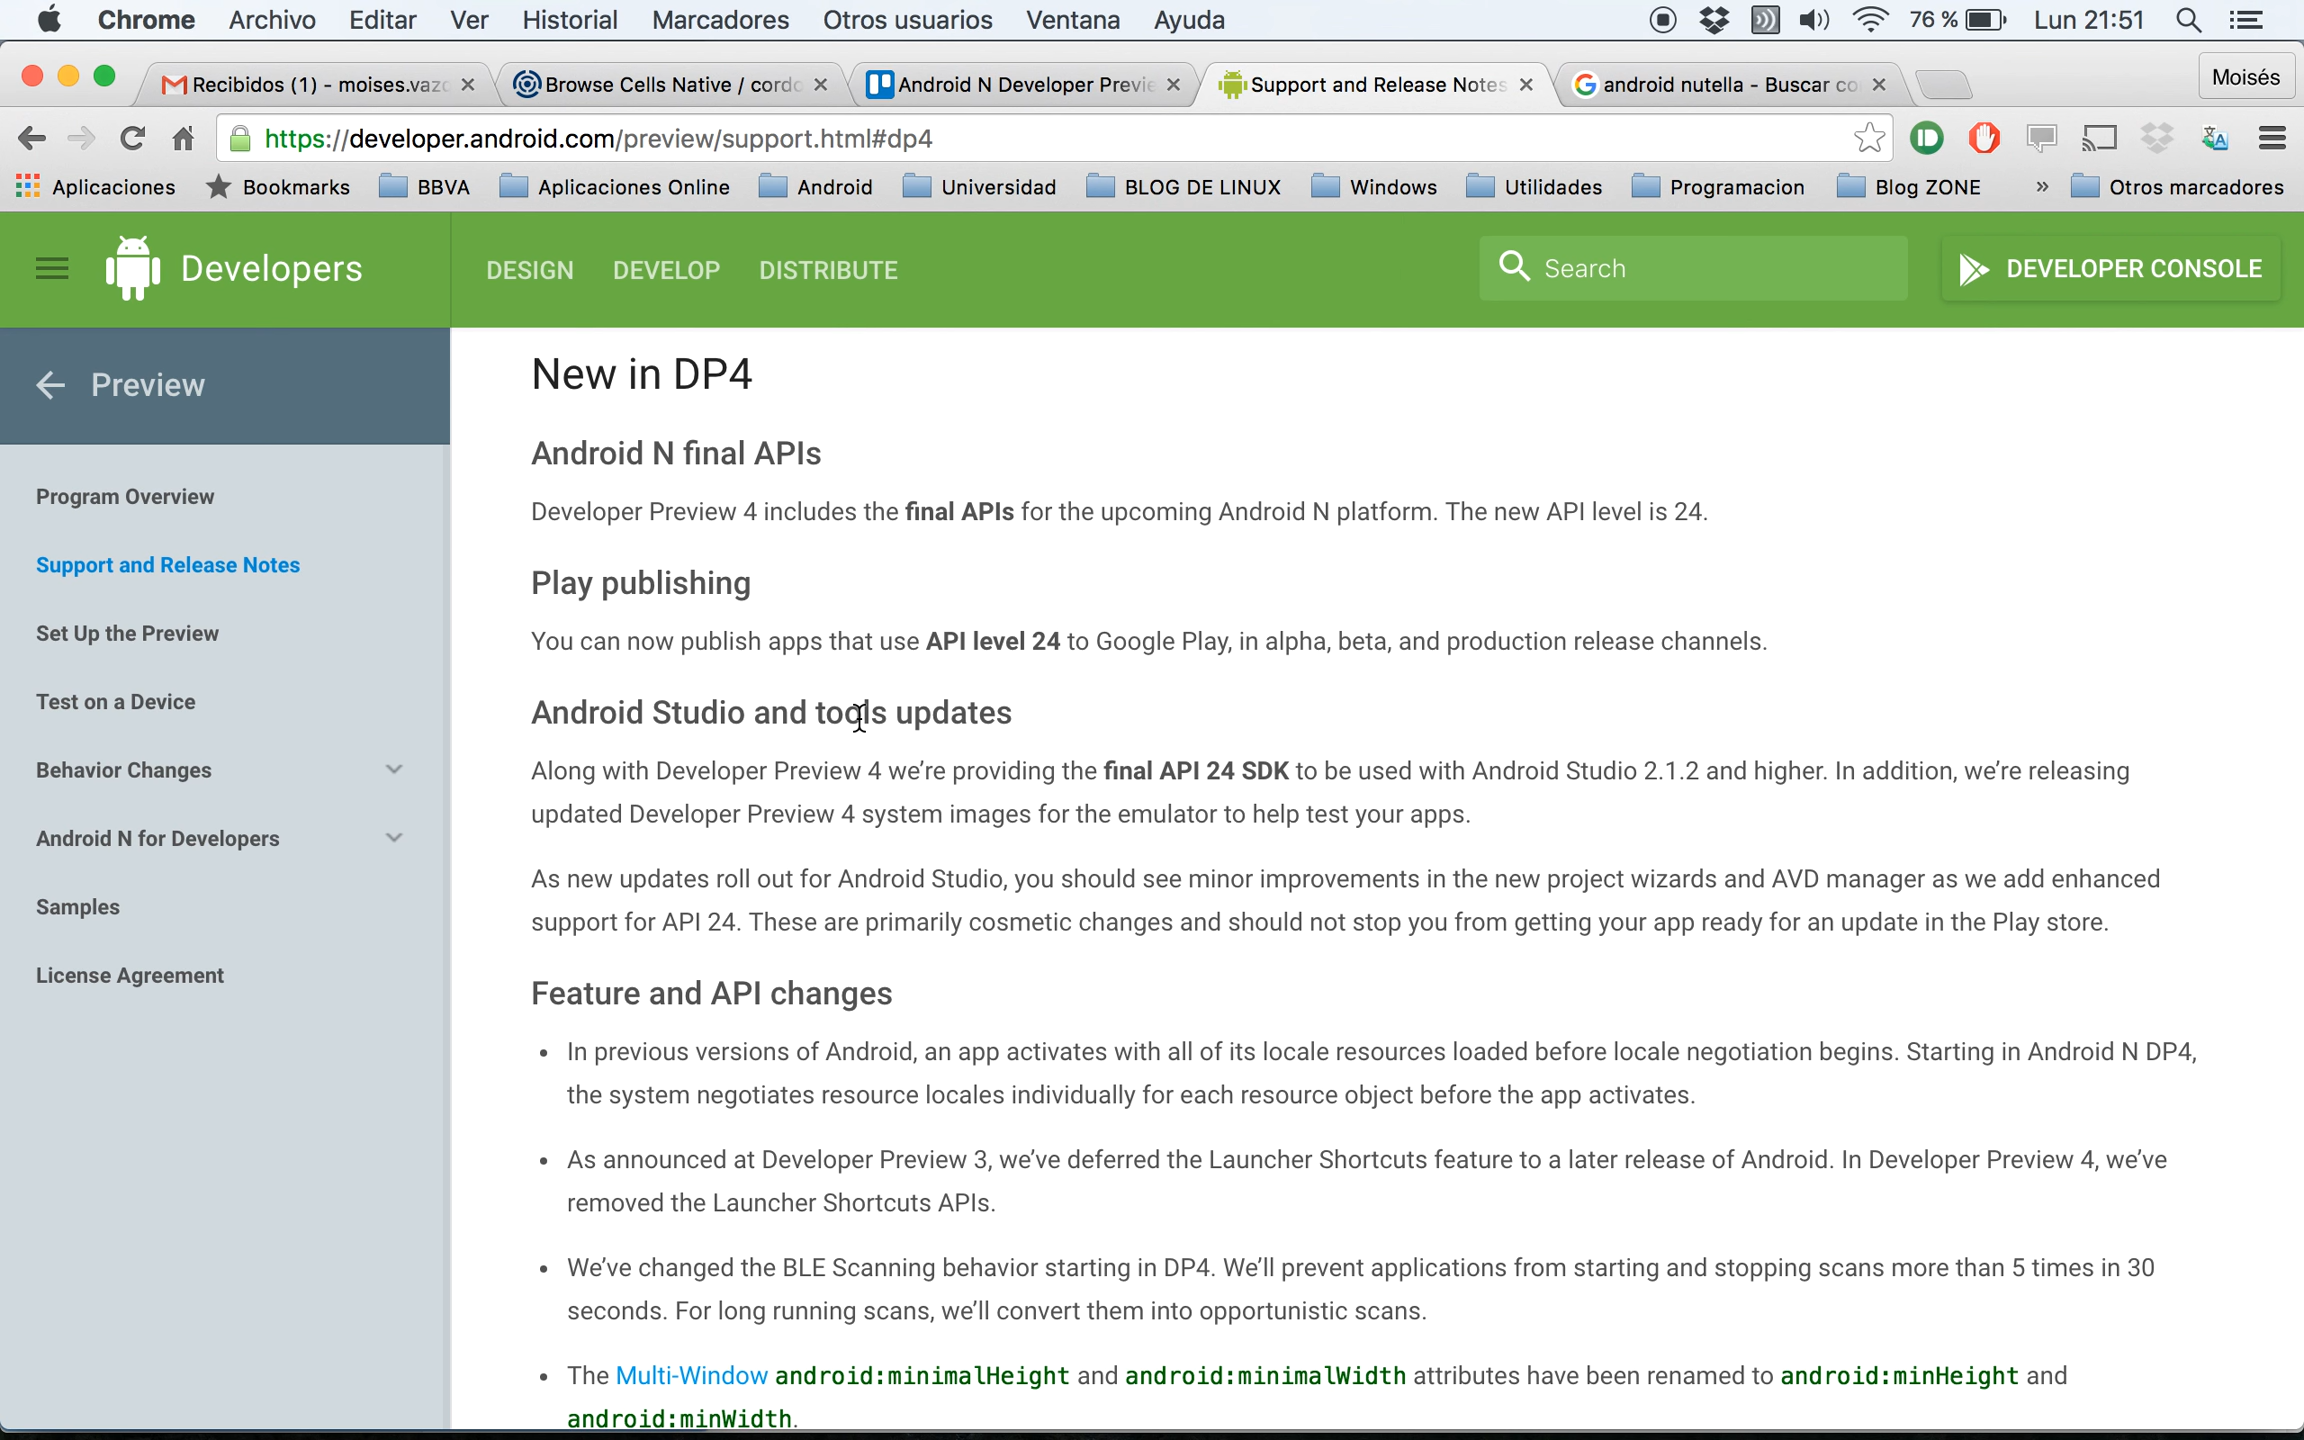 Chrome Archivo Editar Ver Historial Marcadores Otros usuarios Ventana Ayuda 76 % Lun 21:51
Recibidos (1) - moises.vaz Browse Cells Native / cordo Android N Developer Previe Support and Release Notes android nutella - Buscar co Moisés
https://developer.android.com/preview/support.html#dp4
Aplicaciones Bookmarks BBVA Aplicaciones Online Android Universidad BLOG DE LINUX Windows Utilidades Programacion Blog ZONE » Otros marcadores
Developers DESIGN DEVELOP DISTRIBUTE Search DEVELOPER CONSOLE
Preview
Program Overview
Support and Release Notes
Set Up the Preview
Test on a Device
Behavior Changes
Android N for Developers
Samples
License Agreement
New in DP4
Android N final APIs
Developer Preview 4 includes the final APIs for the upcoming Android N platform. The new API level is 24.
Play publishing
You can now publish apps that use API level 24 to Google Play, in alpha, beta, and production release channels.
Android Studio and tools updates
Along with Developer Preview 4 we’re providing the final API 24 SDK to be used with Android Studio 2.1.2 and higher. In addition, we’re releasing
updated Developer Preview 4 system images for the emulator to help test your apps.
As new updates roll out for Android Studio, you should see minor improvements in the new project wizards and AVD manager as we add enhanced
support for API 24. These are primarily cosmetic changes and should not stop you from getting your app ready for an update in the Play store.
Feature and API changes
• In previous versions of Android, an app activates with all of its locale resources loaded before locale negotiation begins. Starting in Android N DP4,
the system negotiates resource locales individually for each resource object before the app activates.
• As announced at Developer Preview 3, we’ve deferred the Launcher Shortcuts feature to a later release of Android. In Developer Preview 4, we’ve
removed the Launcher Shortcuts APIs.
• We’ve changed the BLE Scanning behavior starting in DP4. We’ll prevent applications from starting and stopping scans more than 5 times in 30
seconds. For long running scans, we’ll convert them into opportunistic scans.
• The Multi-Window android:minimalHeight and android:minimalWidth attributes have been renamed to android:minHeight and
android:minWidth.